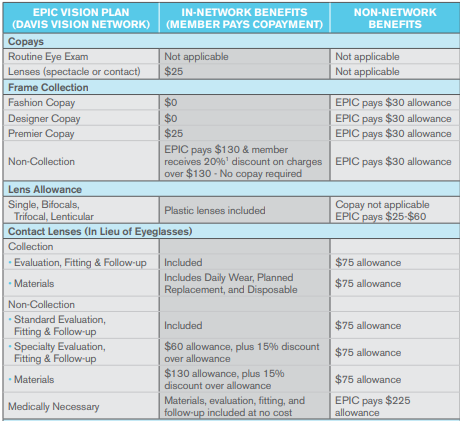 EPIC VISION PLAN
(DAVIS VISION NETWORK)
IN-NETWORK BENEFITS
(MEMBER PAYS COPAYMENT)
NON-NETWORK
BENEFITS
Copays
Routine Eye Exam
Not applicable
Not applicable
Lenses (spectacle or contact)
$25
Not applicable
Frame Collection
Fashion Copay
$0
EPIC pays $30 allowance
Designer Copay
$0
EPIC pays $30 allowance
Premier Copay
$25
EPIC pays $30 allowance
Non-Collection
EPIC pays $130 & member
receives 20%¹ discount on charges
over $130 - No copay required
EPIC pays $30 allowance
Lens Allowance
Single, Bifocals,
Trifocal, Lenticular
Plastic lenses included
Copay not applicable
EPIC pays $25-$60
Contact Lenses (In Lieu of Eyeglasses)
Collection
• Evaluation, Fitting & Follow-up
Included
$75 allowance
• Materials
Includes Daily Wear, Planned
Replacement, and Disposable
$75 allowance
Non-Collection
• Standard Evaluation,
Fitting & Follow-up
Included
$75 allowance
• Specialty Evaluation,
Fitting & Follow-up
$60 allowance, plus 15% discount
over allowance
$75 allowance
• Materials
$130 allowance, plus 15%
discount over allowance
$75 allowance
Medically Necessary
Materials, evaluation, fitting, and
follow-up included at no cost
EPIC pays $225
allowance